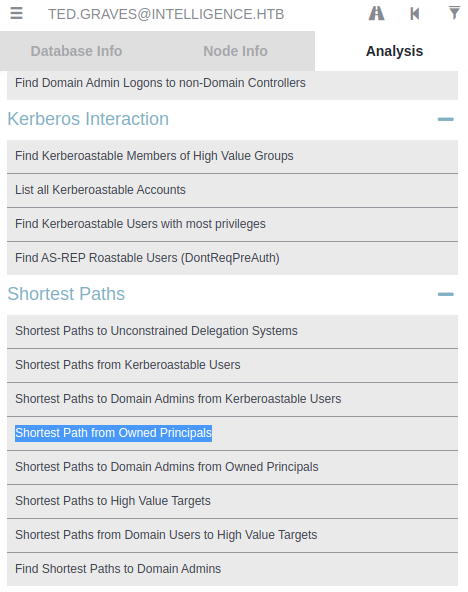 TED.GRAVES@INTELLIGENCE.HTB
Database Info
Node Info
Analysis
Find Domain Admin Logons to non-Domain Controllers
Kerberos Interaction
Find Kerberoastable Members of High Value Groups
List all Kerberoastable Accounts
Find Kerberoastable Users with most privileges
Find AS-REP Roastable Users (DontReqPreAuth)
Shortest Paths
Shortest Paths to Unconstrained Delegation Systems
Shortest Paths from Kerberoastable Users
Shortest Paths to Domain Admins from Kerberoastable Users
Shortest Path from Owned Principals
Shortest Paths to Domain Admins from Owned Principals
Shortest Paths to High Value Targets
Shortest Paths from Domain Users to High Value Targets
Find Shortest Paths to Domain Admins